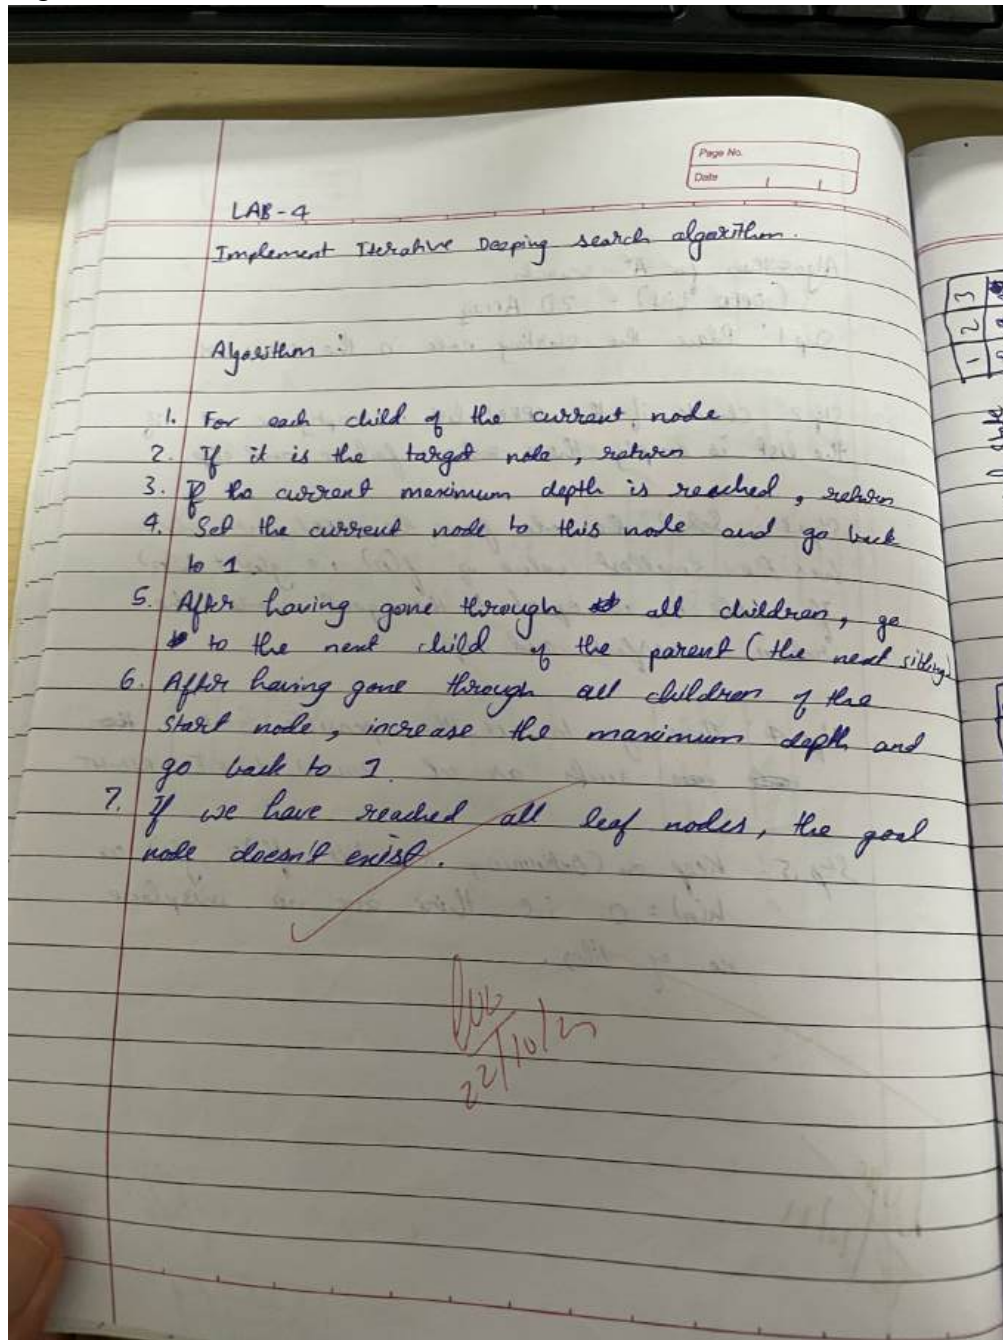 Page No.
Date
LAB-4
Implement Iterative Deeping search algorithm.
Algorithm :
1. For each child of the current node
2. If it is the target node, return
3. If the current maximum depth is reached, return
4. Set the current node to this node and go back
to 1.
5. After having gone through all children, go
to the next child of the parent (the next sibling)
6. After having gone through all children of the
start node, increase the maximum depth and
go back to 1.
7. If we have reached all leaf nodes, the goal
node doesn't exist.
1 2 3